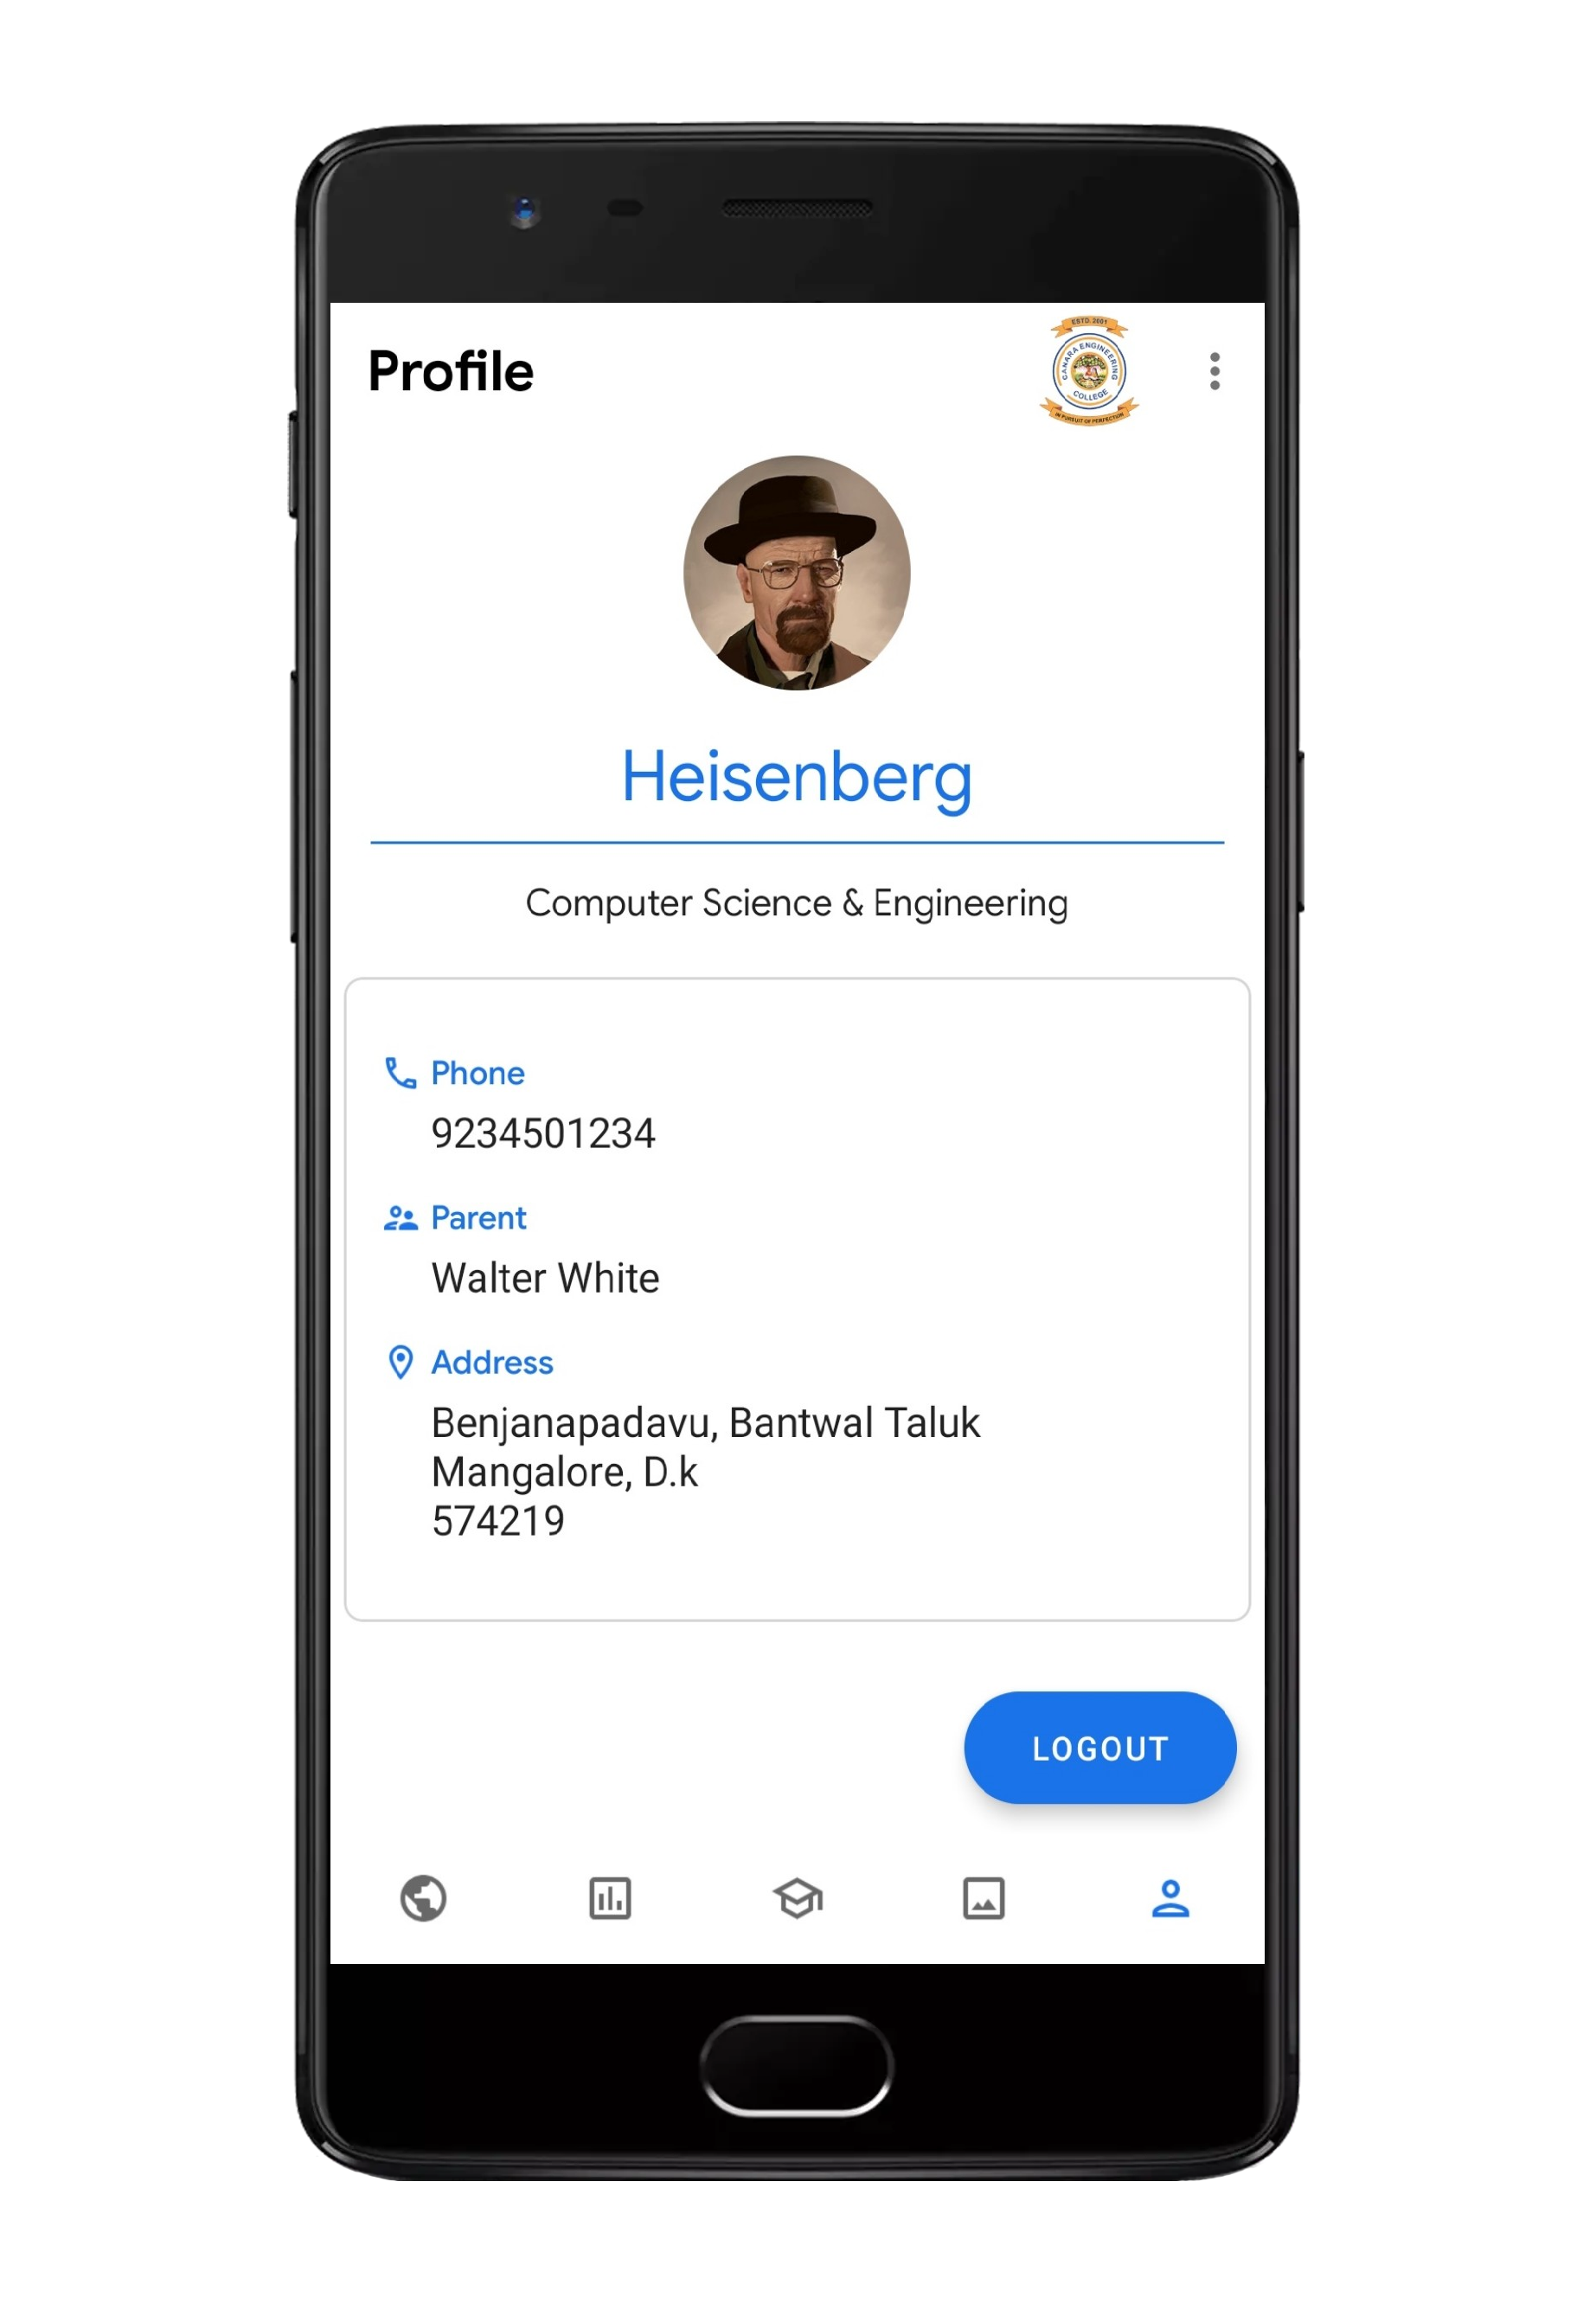 Profile
ESTD. 2001
CANARA ENGINEERING
COLLEGE
IN PURSUIT OF PERFECTION
Heisenberg
Computer Science & Engineering
Phone
9234501234
Parent
Walter White
Address
Benjanapadavu, Bantwal Taluk
Mangalore, D.k
574219
LOGOUT